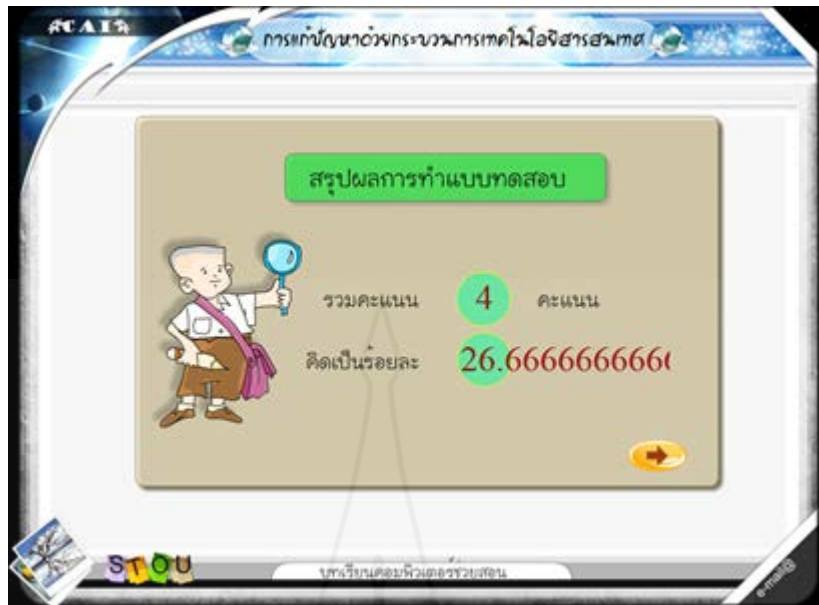 CAI
การแก้ปัญหาด้วยกระบวนการเทคโนโลยีสารสนเทศ
สรุปผลการทำแบบทดสอบ
รวมคะแนน 4 คะแนน
คิดเป็นร้อยละ 26.6666666666
STOU
บทเรียนคอมพิวเตอร์ช่วยสอน
e-mail@